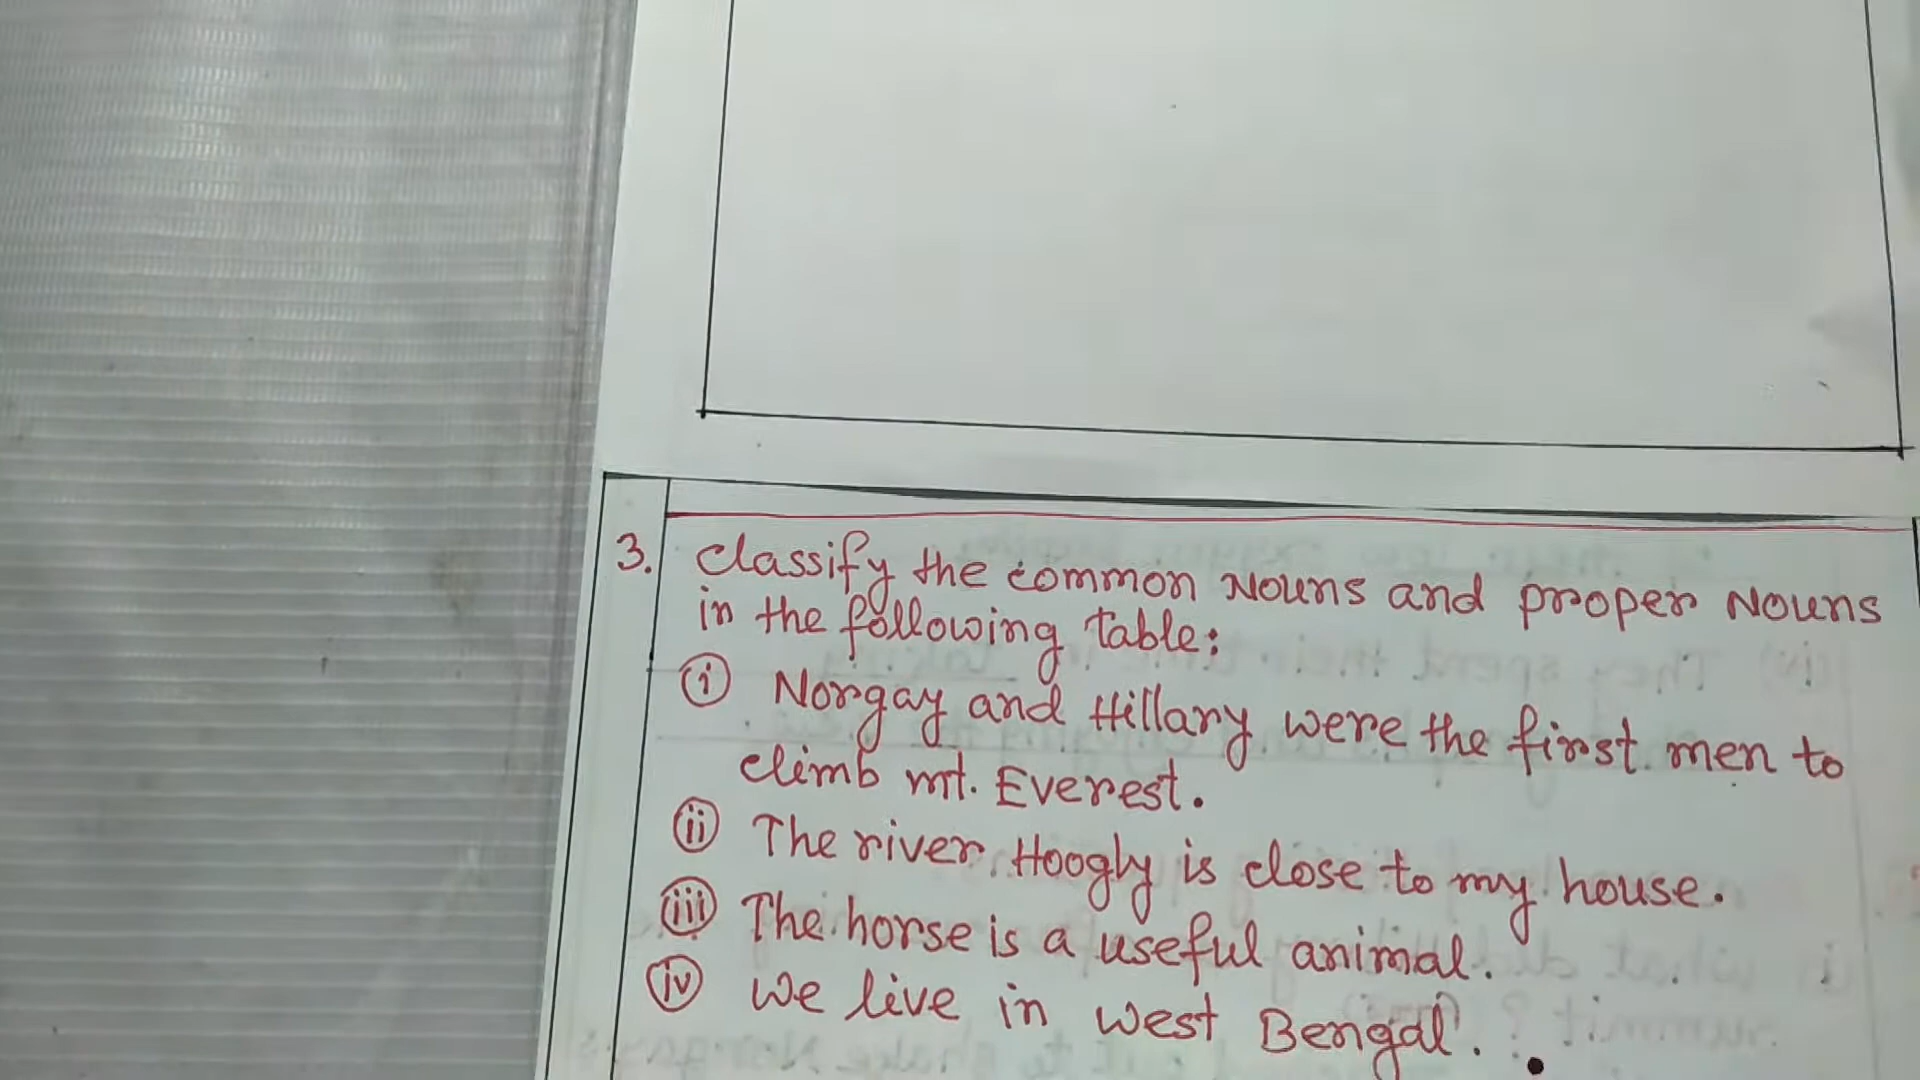 3. Classify the common Nouns and proper Nouns
in the following table:
(i) Norgay and Hillary were the first men to
climb mt. Everest.
(ii) The river Hoogly is close to my house.
(iii) The horse is a useful animal.
(iv) We live in west Bengal.